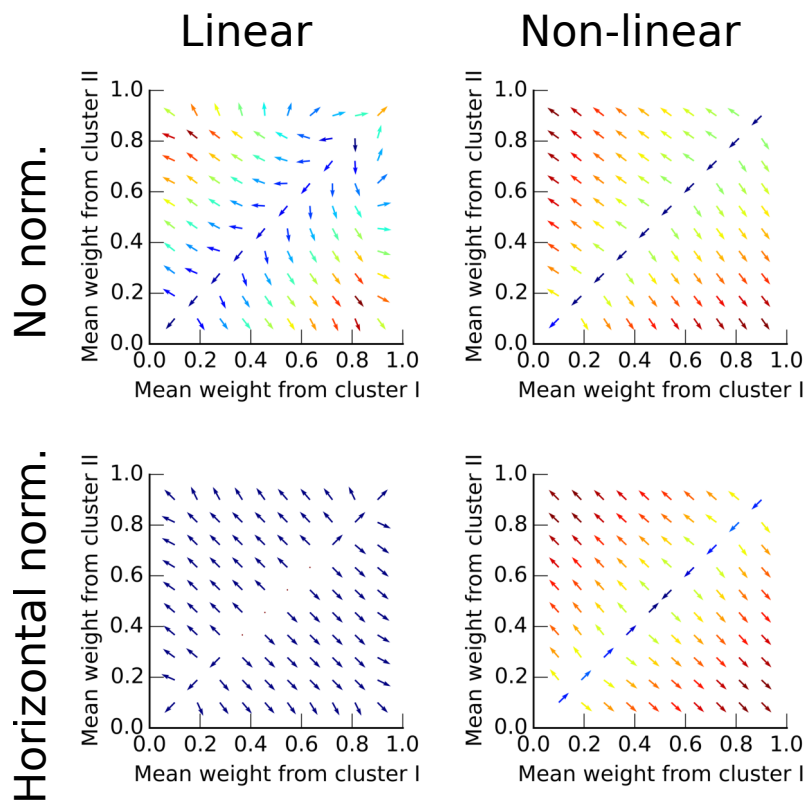 Linear
Non-linear
No norm.
Mean weight from cluster II
1.0
0.8
0.6
0.4
0.2
0.0
0.0 0.2 0.4 0.6 0.8 1.0
Mean weight from cluster I
Mean weight from cluster II
1.0
0.8
0.6
0.4
0.2
0.0
0.0 0.2 0.4 0.6 0.8 1.0
Mean weight from cluster I
Horizontal norm.
Mean weight from cluster II
1.0
0.8
0.6
0.4
0.2
0.0
0.0 0.2 0.4 0.6 0.8 1.0
Mean weight from cluster I
Mean weight from cluster II
1.0
0.8
0.6
0.4
0.2
0.0
0.0 0.2 0.4 0.6 0.8 1.0
Mean weight from cluster I